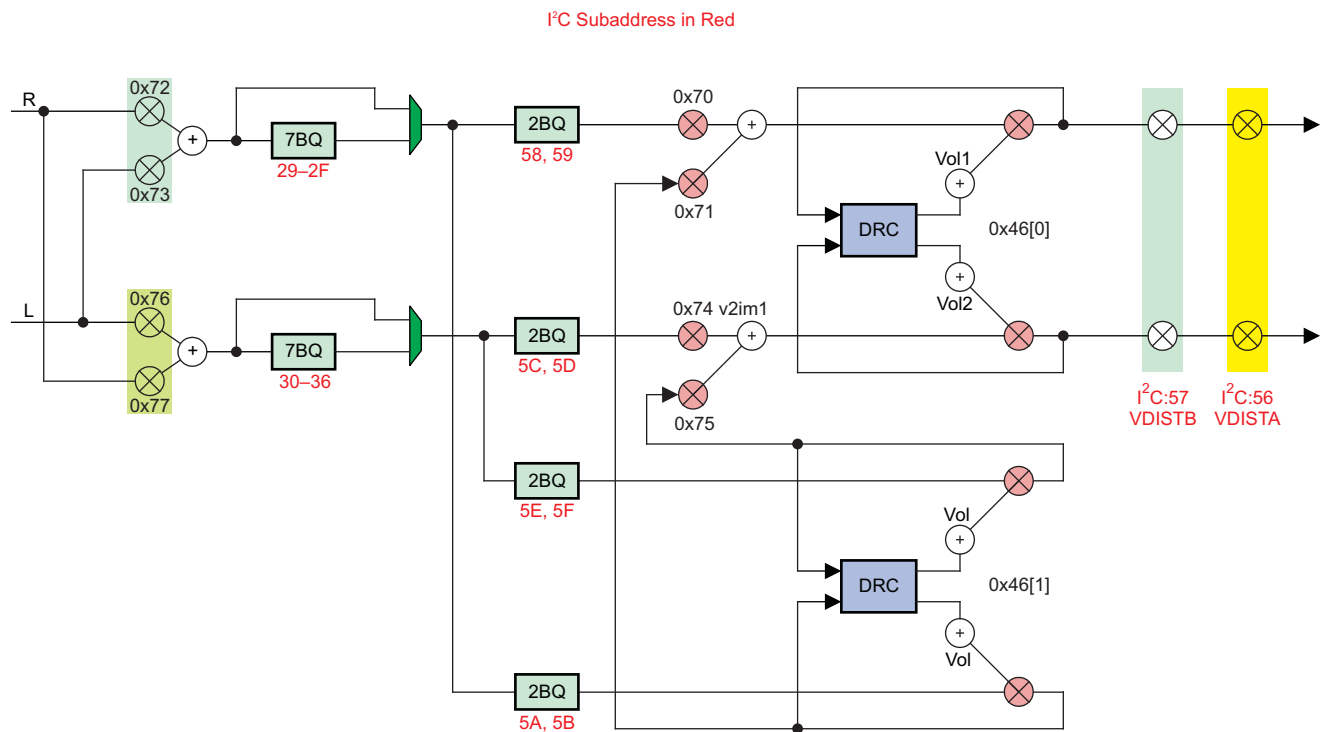 I²C Subaddress in Red
R
0x72
+
7BQ
29–2F
0x73
2BQ
58, 59
0x70
+
0x71
Vol1
+
DRC
0x46[0]
+
Vol2
L
0x76
+
7BQ
30–36
0x77
2BQ
5C, 5D
0x74 v2im1
+
0x75
I²C:57
VDISTB
I²C:56
VDISTA
2BQ
5E, 5F
Vol
+
DRC
0x46[1]
+
Vol
2BQ
5A, 5B